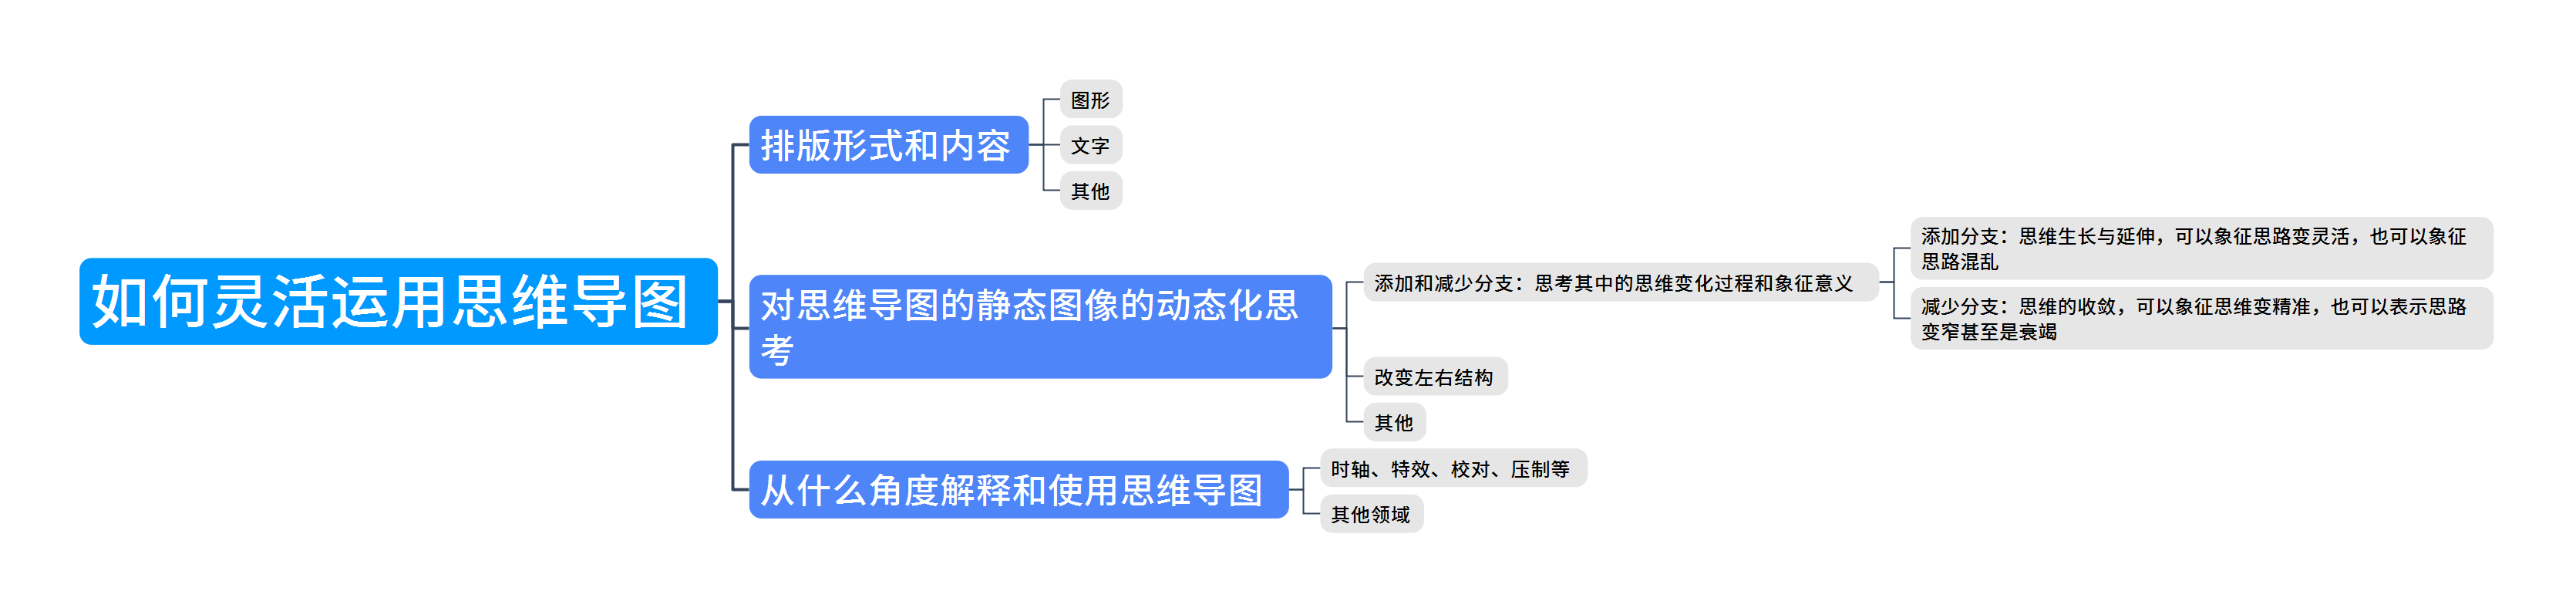 如何灵活运用思维导图
排版形式和内容
图形
文字
其他
对思维导图的静态图像的动态化思
考
添加和减少分支：思考其中的思维变化过程和象征意义
添加分支：思维生长与延伸，可以象征思路变灵活，也可以象征
思路混乱
减少分支：思维的收敛，可以象征思维变精准，也可以表示思路
变窄甚至是衰竭
改变左右结构
其他
从什么角度解释和使用思维导图
时轴、特效、校对、压制等
其他领域